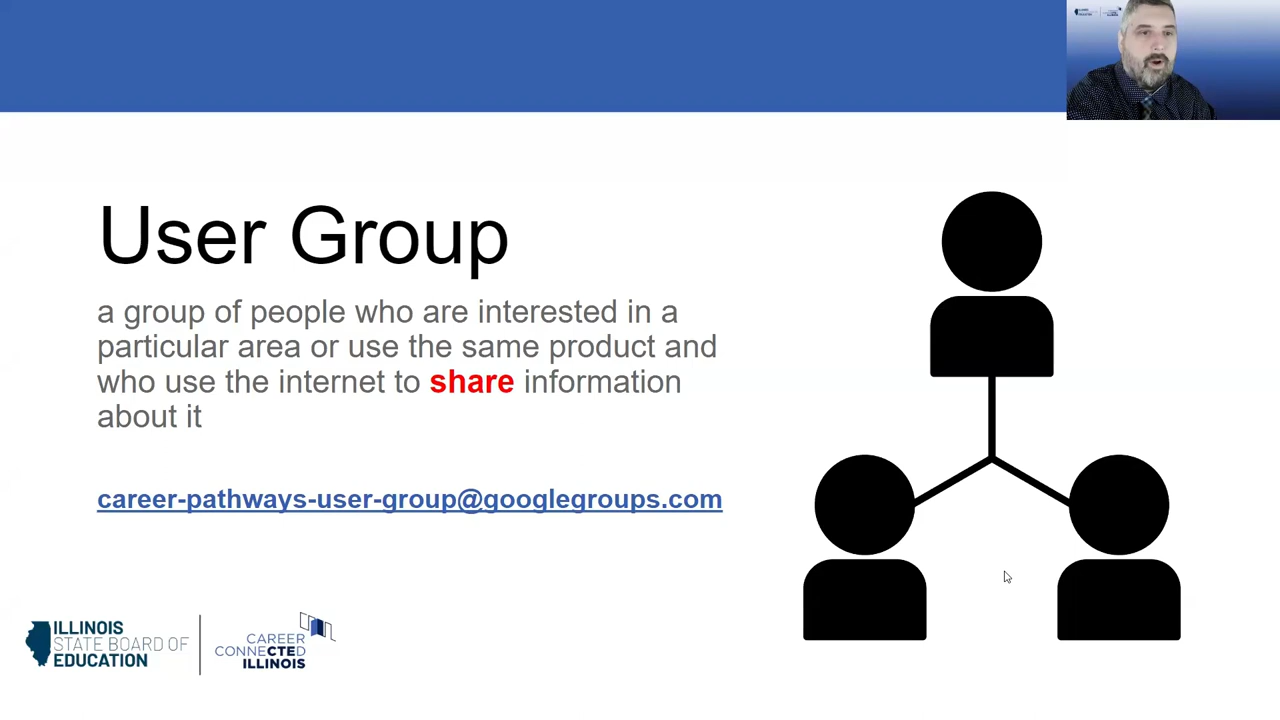 User Group
a group of people who are interested in a
particular area or use the same product and
who use the internet to share information
about it
career-pathways-user-group@googlegroups.com
ILLINOIS
STATE BOARD OF
EDUCATION
CAREER
CONNECTED
ILLINOIS